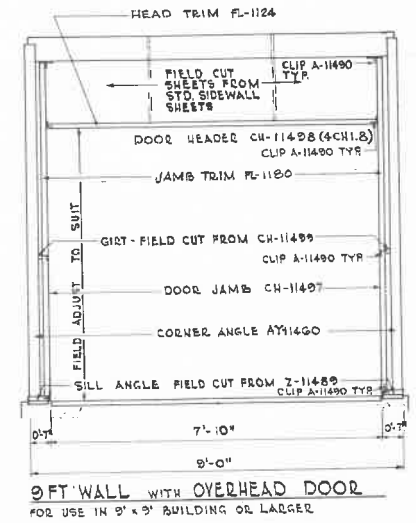 HEAD TRIM FL-1124
CLIP A-11490
TYP.
FIELD CUT
SHEETS FROM
STD. SIDEWALL
SHEETS
DOOR HEADER CH-11498 (4CH1.8)
CLIP A-11490 TYP.
JAMB TRIM FL-1180
FIELD ADJUST TO SUIT
GIRT-FIELD CUT FROM CH-11499
CLIP A-11490 TYP.
DOOR JAMB CH-11497
CORNER ANGLE AY11460
SILL ANGLE FIELD CUT FROM Z-11489
CLIP A-11490 TYP.
0'-7"
7'-10"
0'-7"
9'-0"
9 FT WALL WITH OVERHEAD DOOR
FOR USE IN 9' x 9' BUILDING OR LARGER